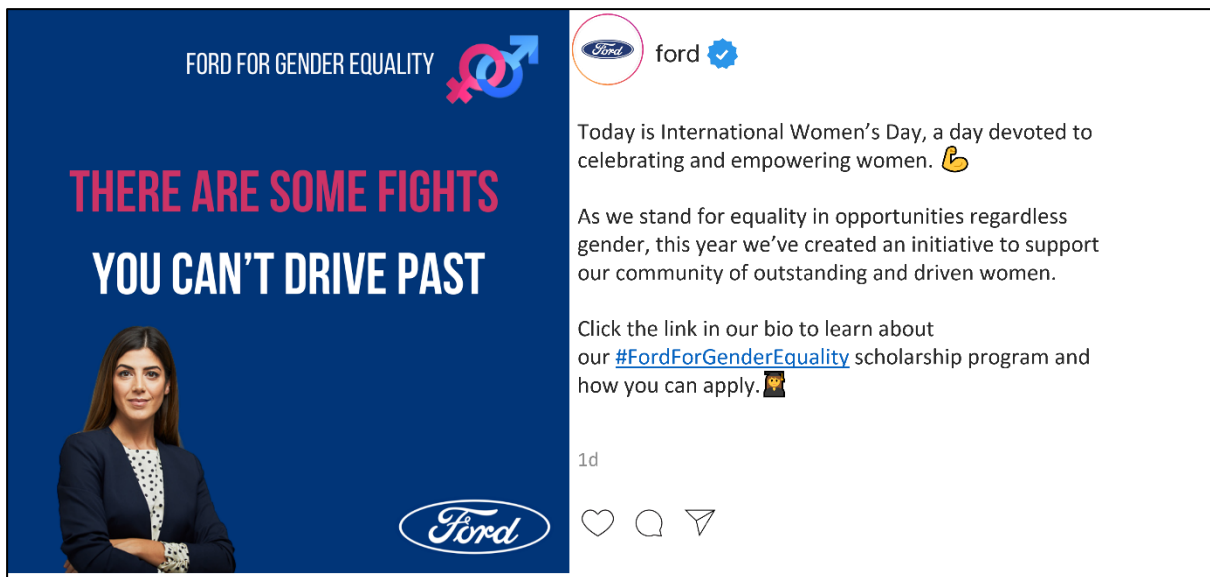 FORD FOR GENDER EQUALITY
THERE ARE SOME FIGHTS
YOU CAN'T DRIVE PAST
Ford
Ford
ford
Today is International Women’s Day, a day devoted to
celebrating and empowering women. 💪
As we stand for equality in opportunities regardless
gender, this year we’ve created an initiative to support
our community of outstanding and driven women.
Click the link in our bio to learn about
our #FordForGenderEquality scholarship program and
how you can apply.👩‍🎓
1d